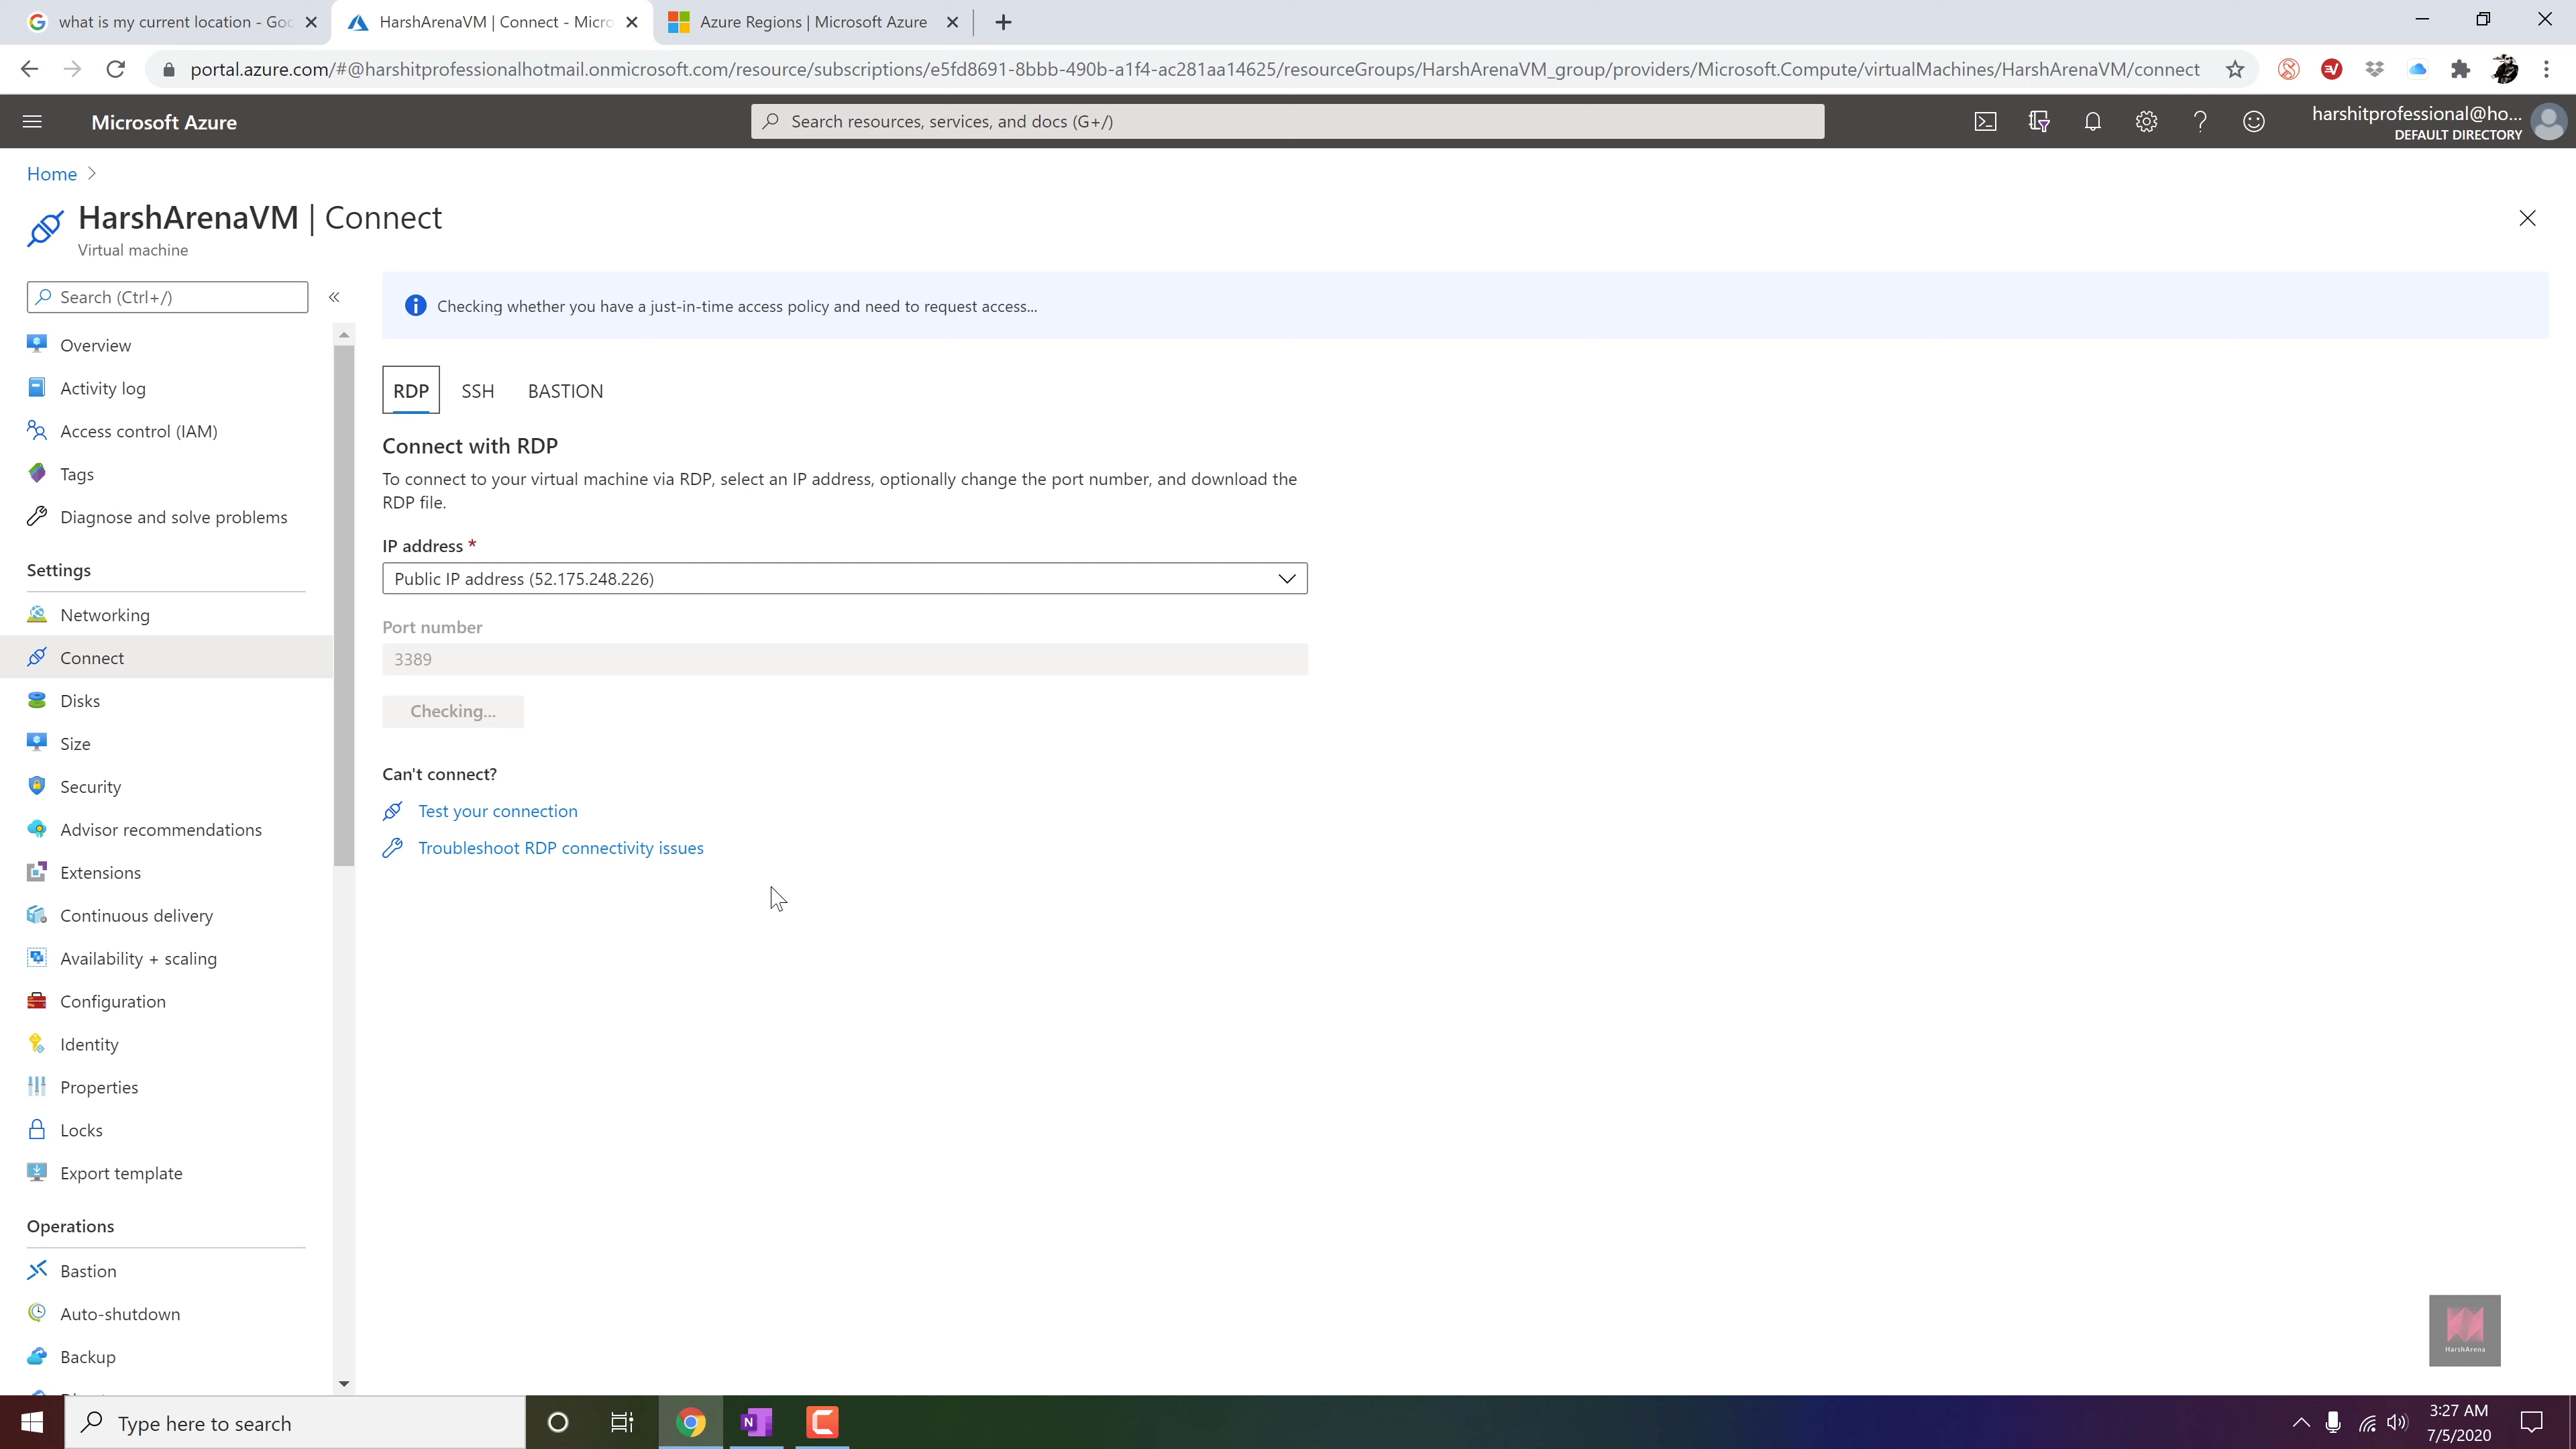 what is my current location - Goo
HarshArenaVM | Connect - Micro
Azure Regions | Microsoft Azure
portal.azure.com/#@harshitprofessionalhotmail.onmicrosoft.com/resource/subscriptions/e5fd8691-8bbb-490b-a1f4-ac281aa14625/resourceGroups/HarshArenaVM_group/providers/Microsoft.Compute/virtualMachines/HarshArenaVM/connect
Microsoft Azure
Search resources, services, and docs (G+/)
harshitprofessional@ho...
DEFAULT DIRECTORY
Home
HarshArenaVM | Connect
Virtual machine
Search (Ctrl+/)
Overview
Activity log
Access control (IAM)
Tags
Diagnose and solve problems
Settings
Networking
Connect
Disks
Size
Security
Advisor recommendations
Extensions
Continuous delivery
Availability + scaling
Configuration
Identity
Properties
Locks
Export template
Operations
Bastion
Auto-shutdown
Backup
Checking whether you have a just-in-time access policy and need to request access...
RDP SSH BASTION
Connect with RDP
To connect to your virtual machine via RDP, select an IP address, optionally change the port number, and download the
RDP file.
IP address *
Public IP address (52.175.248.226)
Port number
3389
Checking...
Can't connect?
Test your connection
Troubleshoot RDP connectivity issues
HarshArena
Type here to search
3:27 AM
7/5/2020